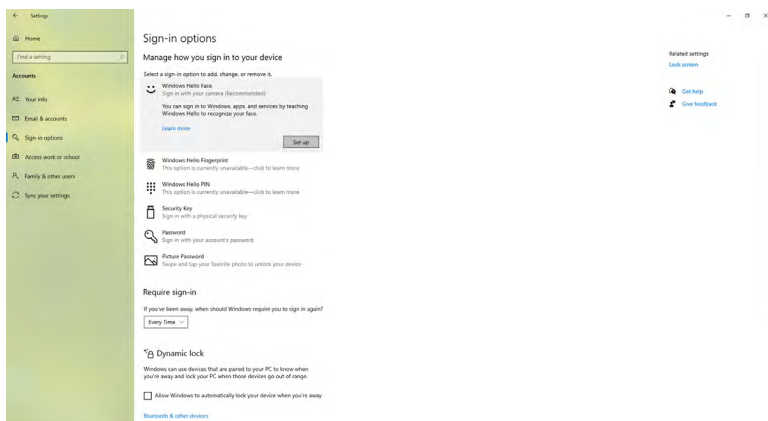 Settings
Home
Find a setting
Accounts
Your info
Email & accounts
Sign-in options
Access work or school
Family & other users
Sync your settings
Sign-in options
Manage how you sign in to your device
Select a sign-in option to add, change, or remove it.
Windows Hello Face
Sign in with your camera (Recommended)
You can sign in to Windows, apps, and services by teaching
Windows Hello to recognize your face.
Learn more
Set up
Windows Hello Fingerprint
This option is currently unavailable—click to learn more
Windows Hello PIN
This option is currently unavailable—click to learn more
Security Key
Sign in with a physical security key
Password
Sign in with your account's password
Picture Password
Swipe and tap your favorite photo to unlock your device
Require sign-in
If you've been away, when should Windows require you to sign in again?
Every Time
Dynamic lock
Windows can use devices that are paired to your PC to know when
you're away and lock your PC when those devices go out of range.
Allow Windows to automatically lock your device when you're away
Bluetooth & other devices
Related settings
Lock screen
Get help
Give feedback